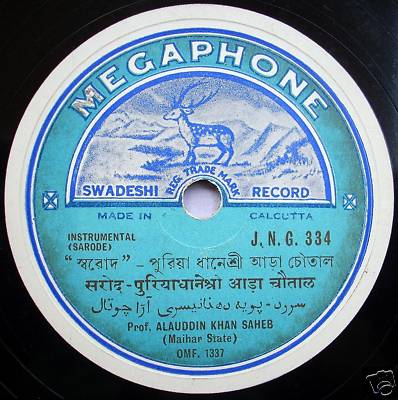 MEGAPHONE
SWADESHI RECORD
REG. TRADE MARK
MADE IN CALCUTTA
INSTRUMENTAL
(SARODE)
J. N. G. 334
"স্বরোদ" – পুরিয়া ধানেশ্রী আড়া চৌতাল
सरोद-पुरियाधानेश्री आड़ा चौताल
سرود-
Prof. ALAUDDIN KHAN SAHEB
(Maihar State)
OMF. 1337